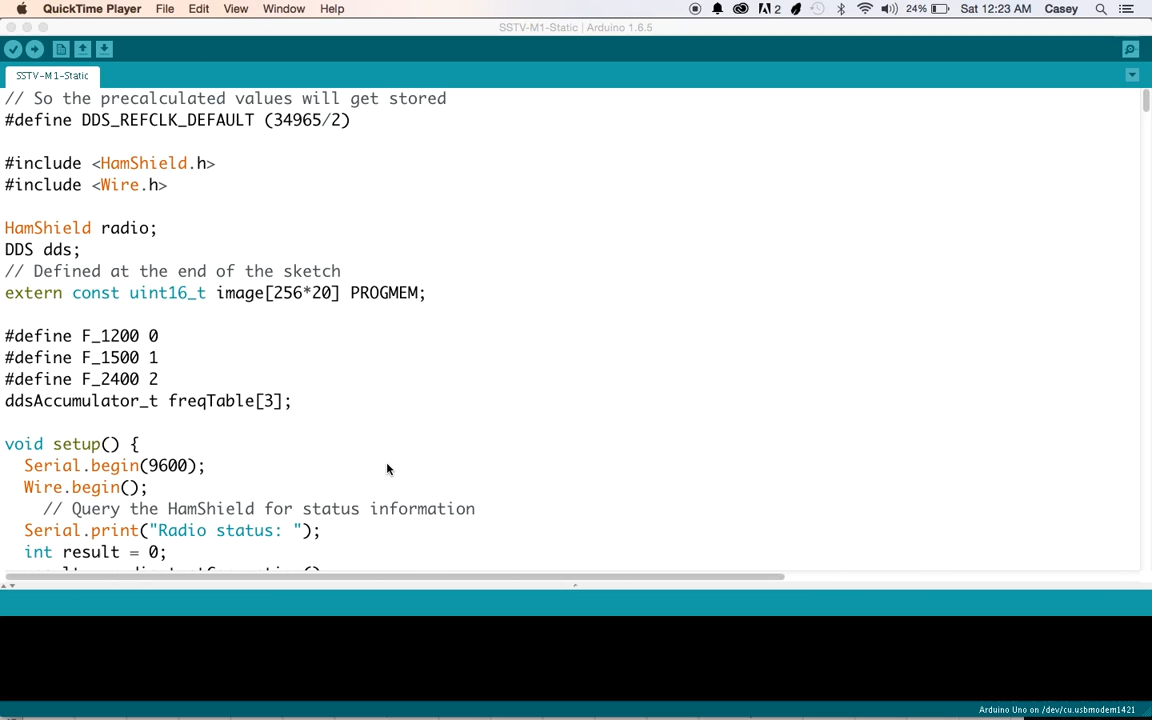 QuickTime Player File Edit View Window Help 2 24% Sat 12:23 AM Casey
SSTV-M1-Static | Arduino 1.6.5
SSTV-M1-Static
// So the precalculated values will get stored
#define DDS_REFCLK_DEFAULT (34965/2)
#include <HamShield.h>
#include <Wire.h>
HamShield radio;
DDS dds;
// Defined at the end of the sketch
extern const uint16_t image[256*20] PROGMEM;
#define F_1200 0
#define F_1500 1
#define F_2400 2
ddsAccumulator_t freqTable[3];
void setup() {
Serial.begin(9600);
Wire.begin();
// Query the HamShield for status information
Serial.print("Radio status: ");
int result = 0;
Arduino Uno on /dev/cu.usbmodem1421